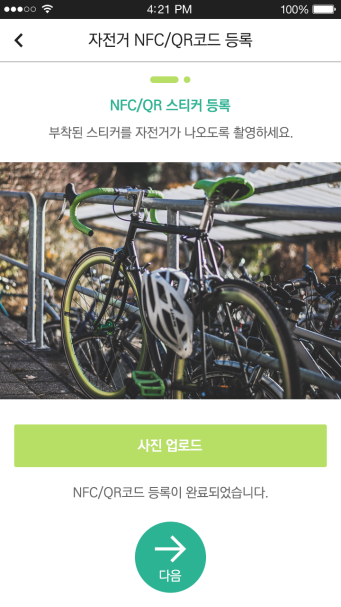 4:21 PM 100%
자전거 NFC/QR코드 등록
NFC/QR 스티커 등록
부착된 스티커를 자전거가 나오도록 촬영하세요.
사진 업로드
NFC/QR코드 등록이 완료되었습니다.
다음